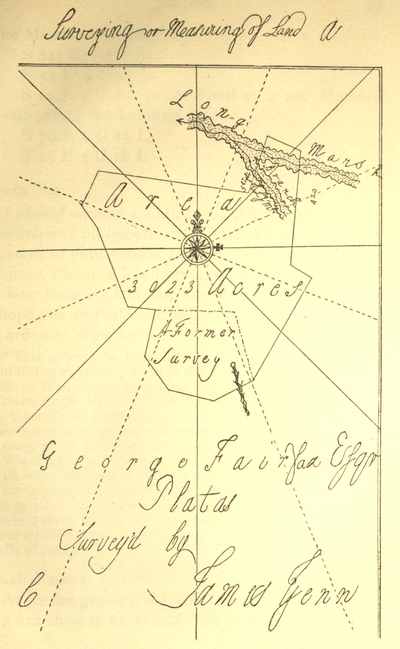 Surveying or Measuring of Land A
Long Marsh
Area
3023 Acres
A Former
Survey
George Fairfax Esqr
Platas
Survey'd by
C James Genn